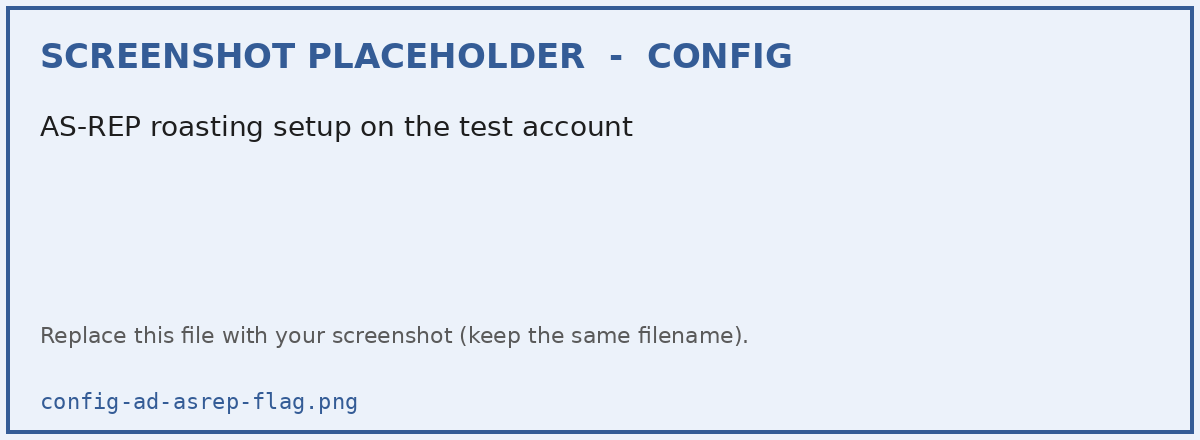 SCREENSHOT PLACEHOLDER - CONFIG
AS-REP roasting setup on the test account
Replace this file with your screenshot (keep the same filename).
config-ad-asrep-flag.png